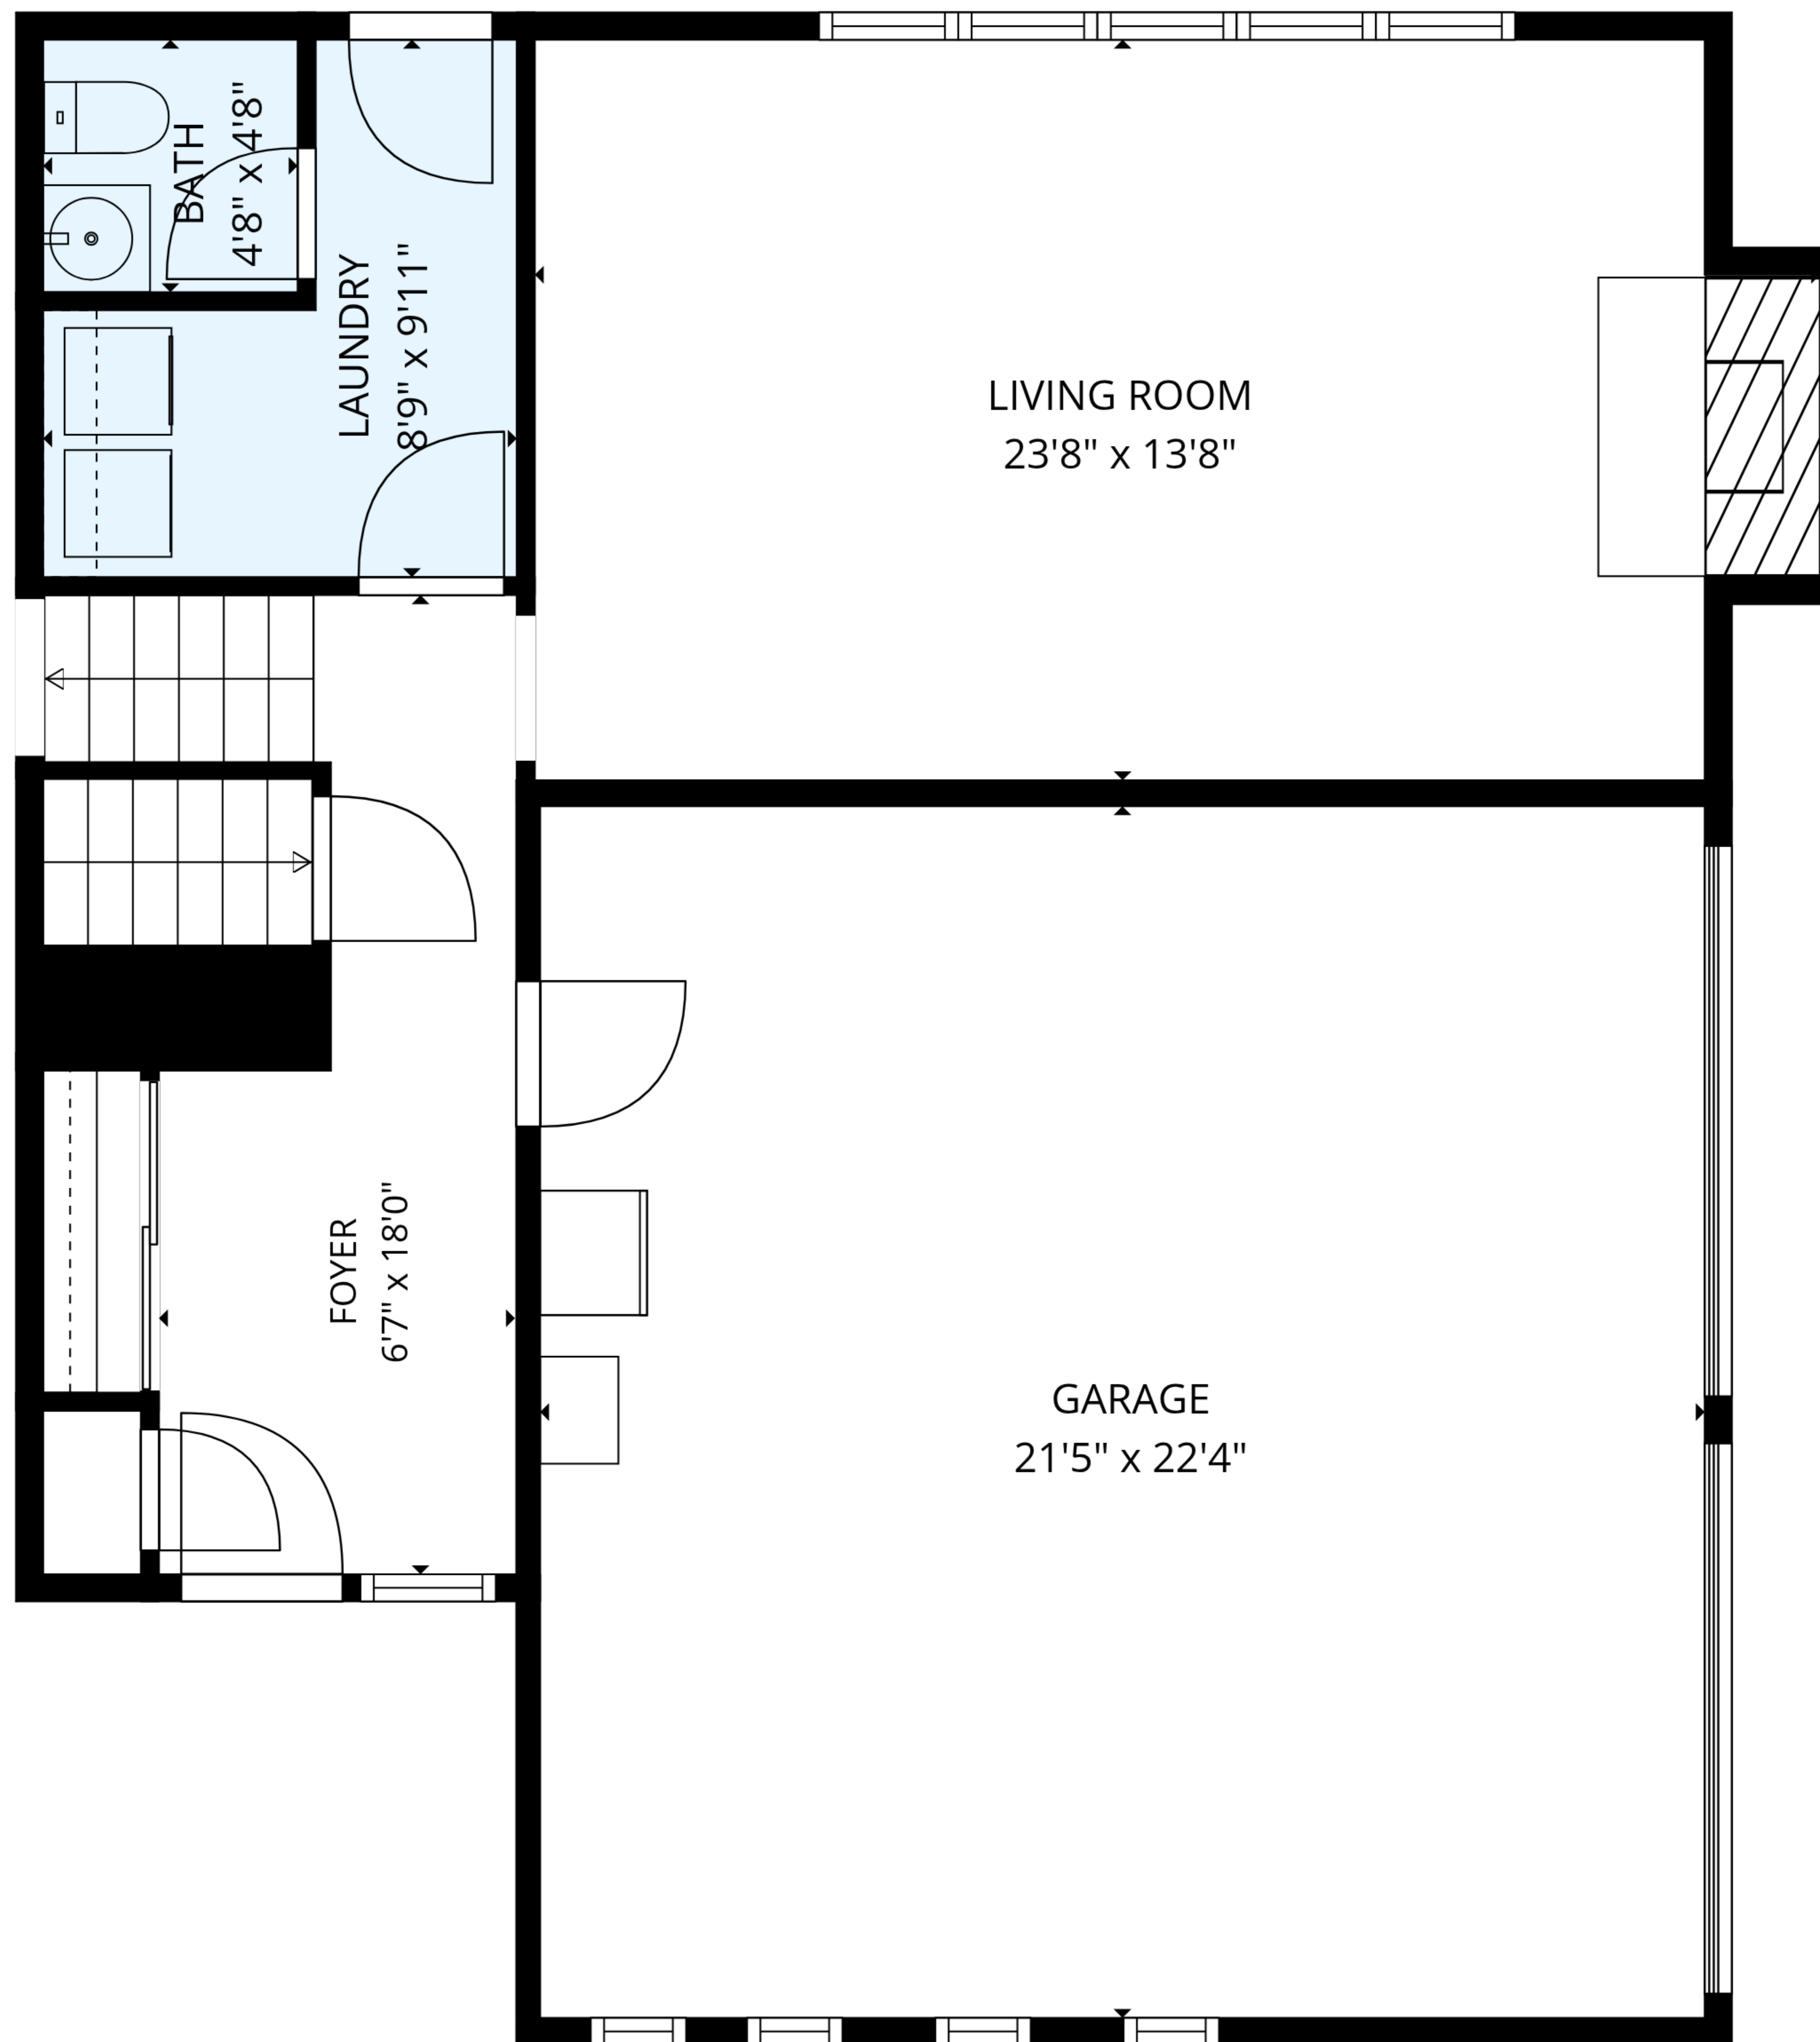 BATH
4'8" x 4'8"
LAUNDRY
8'9" x 9'11"
LIVING ROOM
23'8" x 13'8"
FOYER
6'7" x 18'0"
GARAGE
21'5" x 22'4"